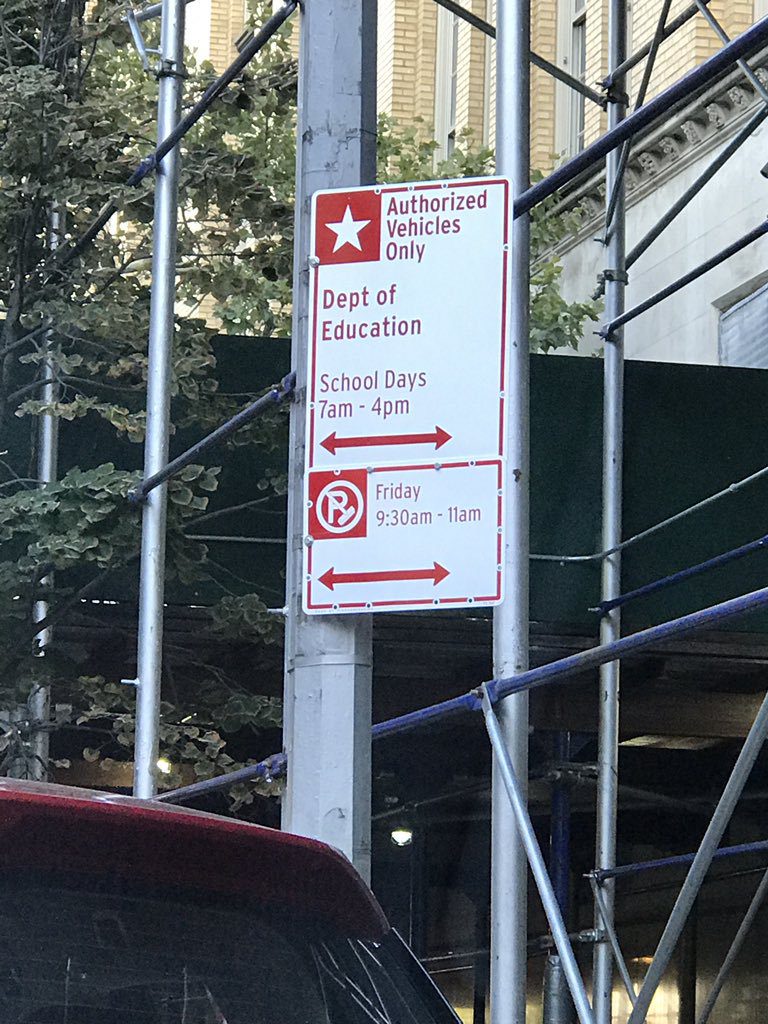 Authorized
Vehicles
Only
Dept of
Education
School Days
7am - 4pm
P
Friday
9:30am - 11am